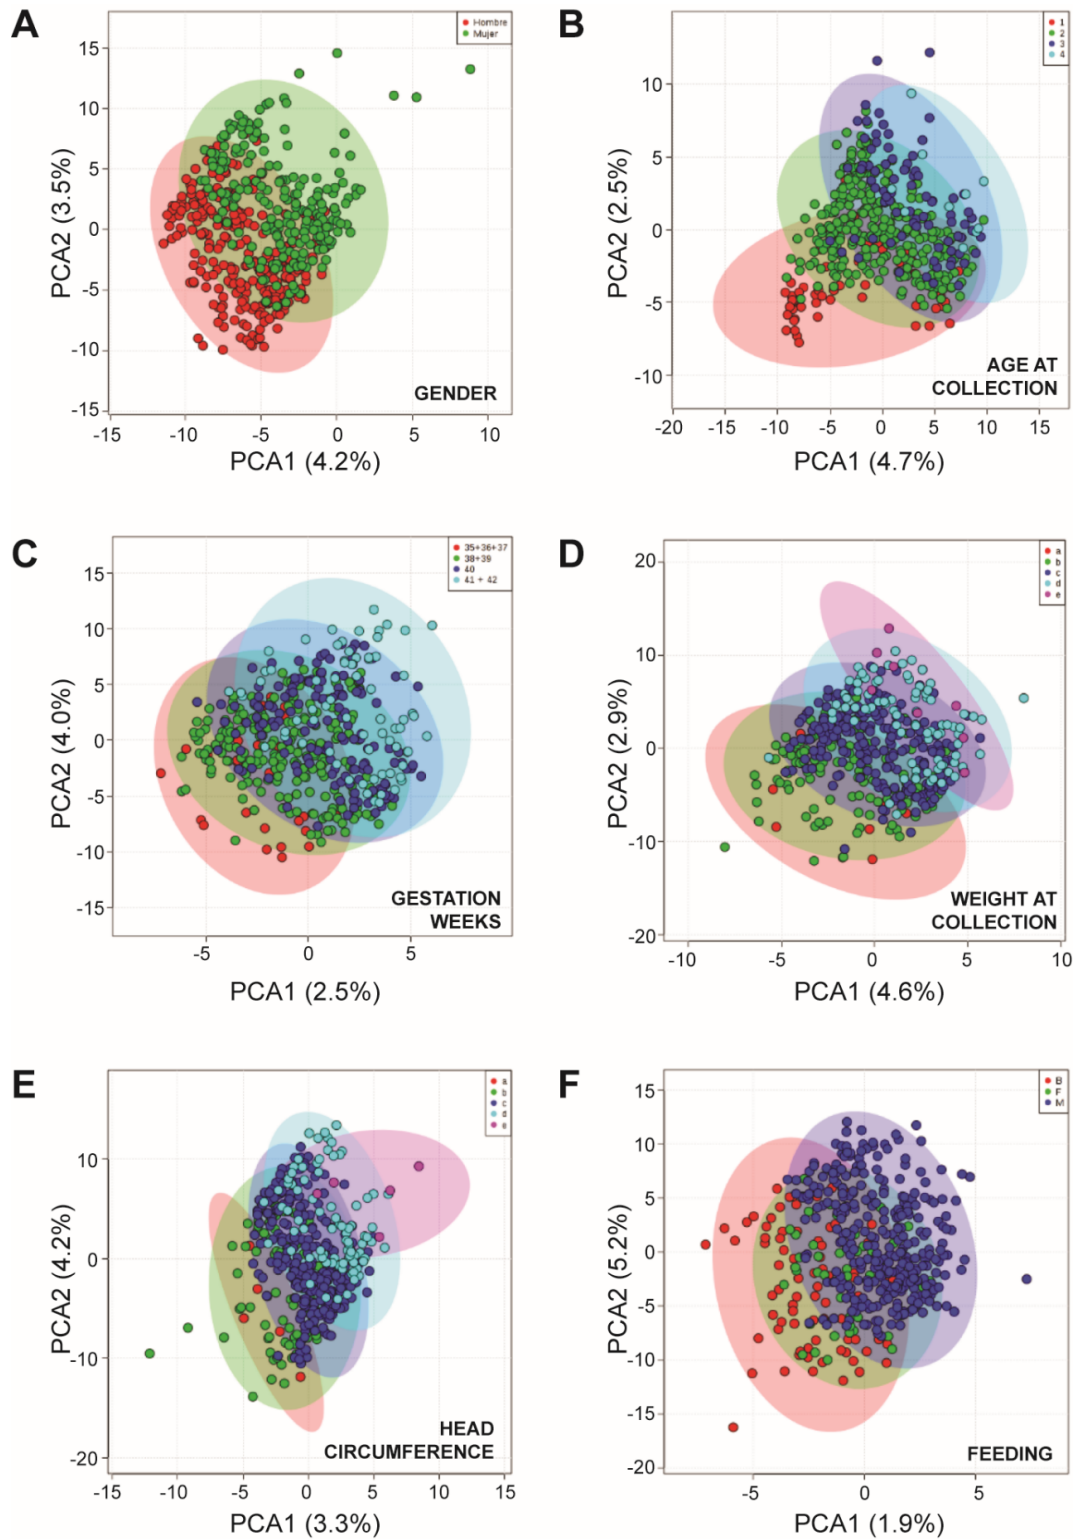 A
Hombre
Mujer
15
10
5
0
-5
-10
-15
-15
-10
-5
0
5
10
PCA2 (3.5%)
PCA1 (4.2%)
GENDER
B
1
2
3
4
10
5
0
-5
-10
-20
-15
-10
-5
0
5
10
15
PCA2 (2.5%)
PCA1 (4.7%)
AGE AT
COLLECTION
C
35+36+37
38+39
40
41 + 42
15
10
5
0
-5
-10
-15
-5
0
5
PCA2 (4.0%)
PCA1 (2.5%)
GESTATION
WEEKS
D
a
b
c
d
e
20
10
0
-10
-20
-10
-5
0
5
10
PCA2 (2.9%)
PCA1 (4.6%)
WEIGHT AT
COLLECTION
E
a
b
c
d
e
10
0
-10
-20
-15
-10
-5
0
5
10
15
PCA2 (4.2%)
PCA1 (3.3%)
HEAD
CIRCUMFERENCE
F
B
F
M
15
10
5
0
-5
-10
-15
-20
-5
0
5
PCA2 (5.2%)
PCA1 (1.9%)
FEEDING